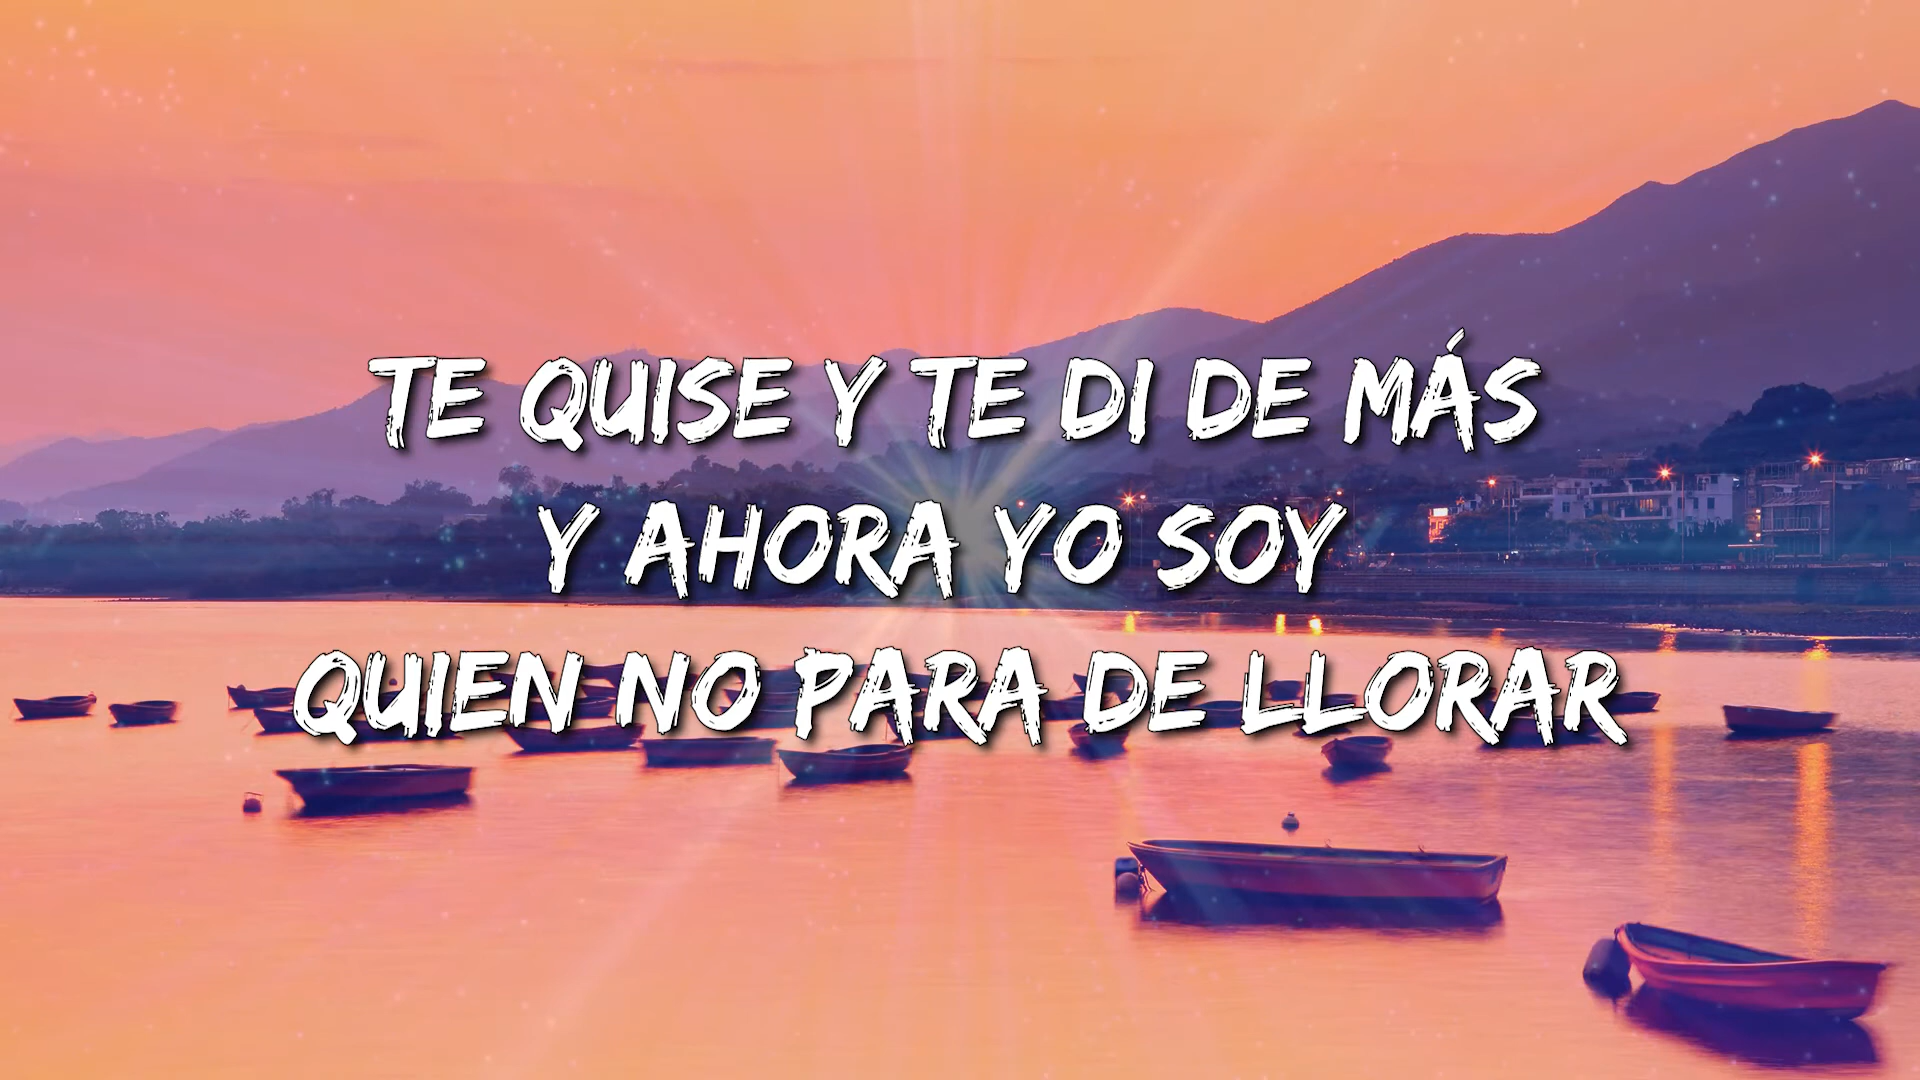 TE QUISE Y TE DI DE MÁS
Y AHORA YO SOY
QUIEN NO PARA DE LLORAR